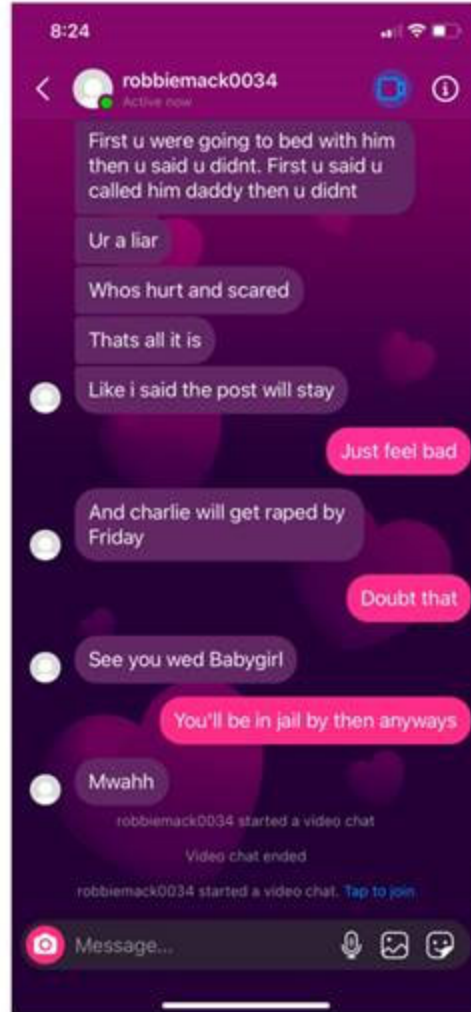 8:24
robbiemack0034
Active now
First u were going to bed with him
then u said u didnt. First u said u
called him daddy then u didnt
Ur a liar
Whos hurt and scared
Thats all it is
Like i said the post will stay
Just feel bad
And charlie will get raped by
Friday
Doubt that
See you wed Babygirl
You'll be in jail by then anyways
Mwahh
robbiemack0034 started a video chat
Video chat ended
robbiemack0034 started a video chat. Tap to join.
Message...